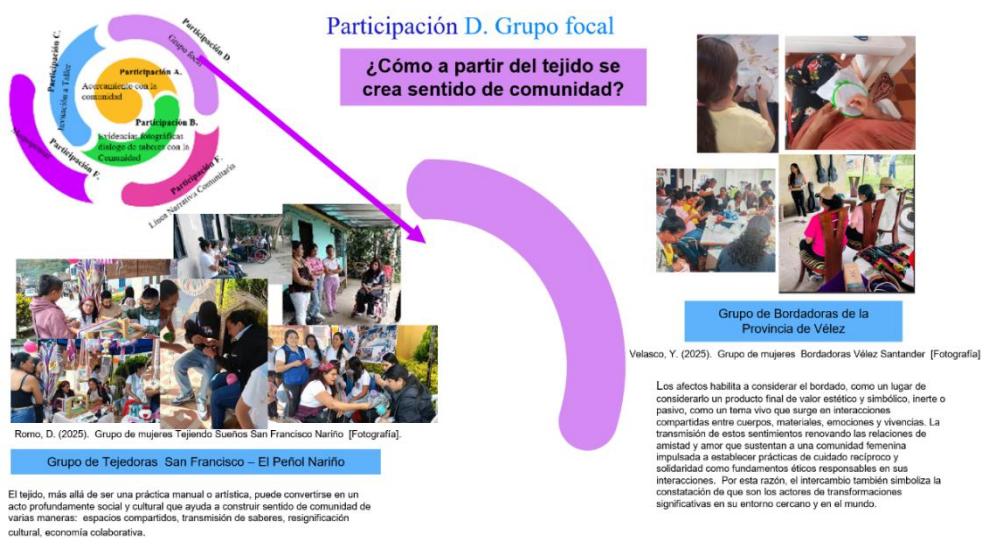 Participación D. Grupo focal
¿Cómo a partir del tejido se
crea sentido de comunidad?
Participación C.
Invitación a Taller
Participación D
Grupo focal
Participación A.
Acercamiento con la
comunidad
Participación B.
Evidencias fotográficas
dialogo de saberes con la
Comunidad
Participación F.
Participación E.
Línea Narrativa Comunitaria
Romo, D. (2025). Grupo de mujeres Tejiendo Sueños San Francisco Nariño [Fotografía].
Grupo de Tejedoras San Francisco – El Peñol Nariño
El tejido, más allá de ser una práctica manual o artística, puede convertirse en un
acto profundamente social y cultural que ayuda a construir sentido de comunidad de
varias maneras: espacios compartidos, transmisión de saberes, resignificación
cultural, economía colaborativa.
Grupo de Bordadoras de la
Provincia de Vélez
Velasco, Y. (2025). Grupo de mujeres Bordadoras Vélez Santander [Fotografía]
Los afectos habilita a considerar el bordado, como un lugar de
considerarlo un producto final de valor estético y simbólico, inerte o
pasivo, como un tema vivo que surge en interacciones
compartidas entre cuerpos, materiales, emociones y vivencias. La
transmisión de estos sentimientos renovando las relaciones de
amistad y amor que sustentan a una comunidad femenina
impulsada a establecer prácticas de cuidado recíproco y
solidaridad como fundamentos éticos responsables en sus
interacciones. Por esta razón, el intercambio también simboliza la
constatación de que son los actores de transformaciones
significativas en su entorno cercano y en el mundo.